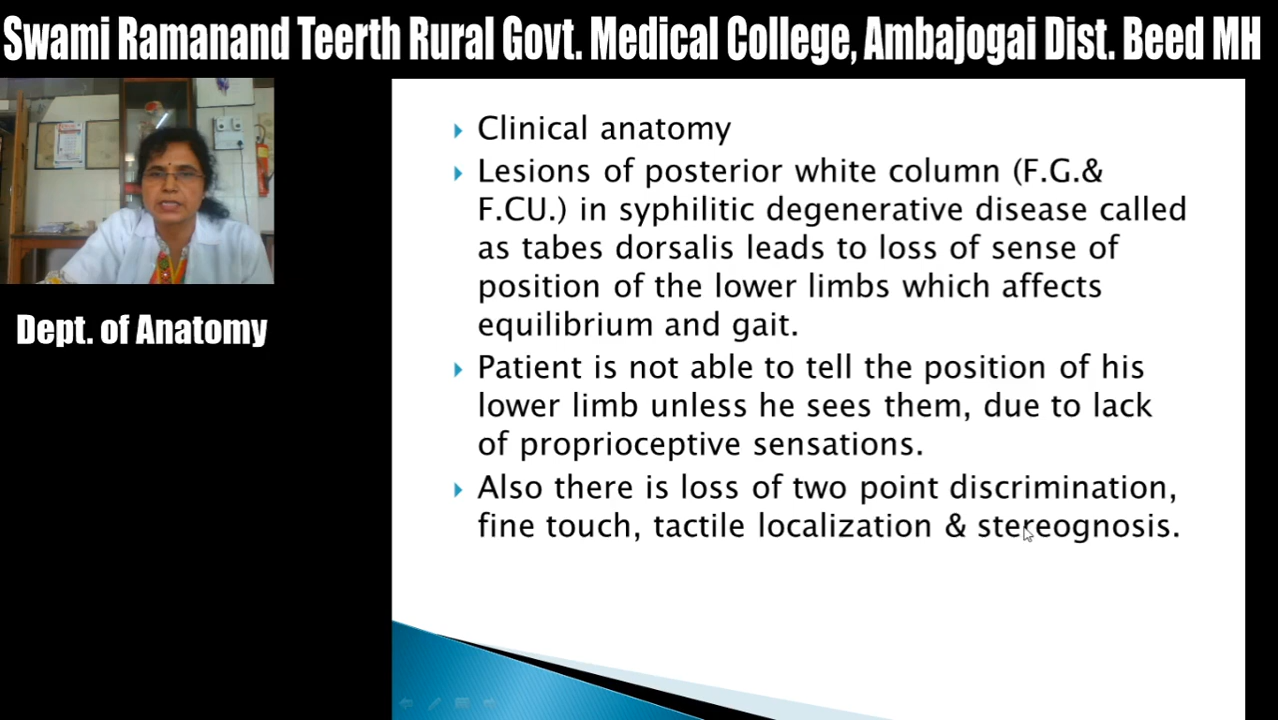 Swami Ramanand Teerth Rural Govt. Medical College, Ambajogai Dist. Beed MH
Dept. of Anatomy
Clinical anatomy
Lesions of posterior white column (F.G.&
F.CU.) in syphilitic degenerative disease called
as tabes dorsalis leads to loss of sense of
position of the lower limbs which affects
equilibrium and gait.
Patient is not able to tell the position of his
lower limb unless he sees them, due to lack
of proprioceptive sensations.
Also there is loss of two point discrimination,
fine touch, tactile localization & stereognosis.